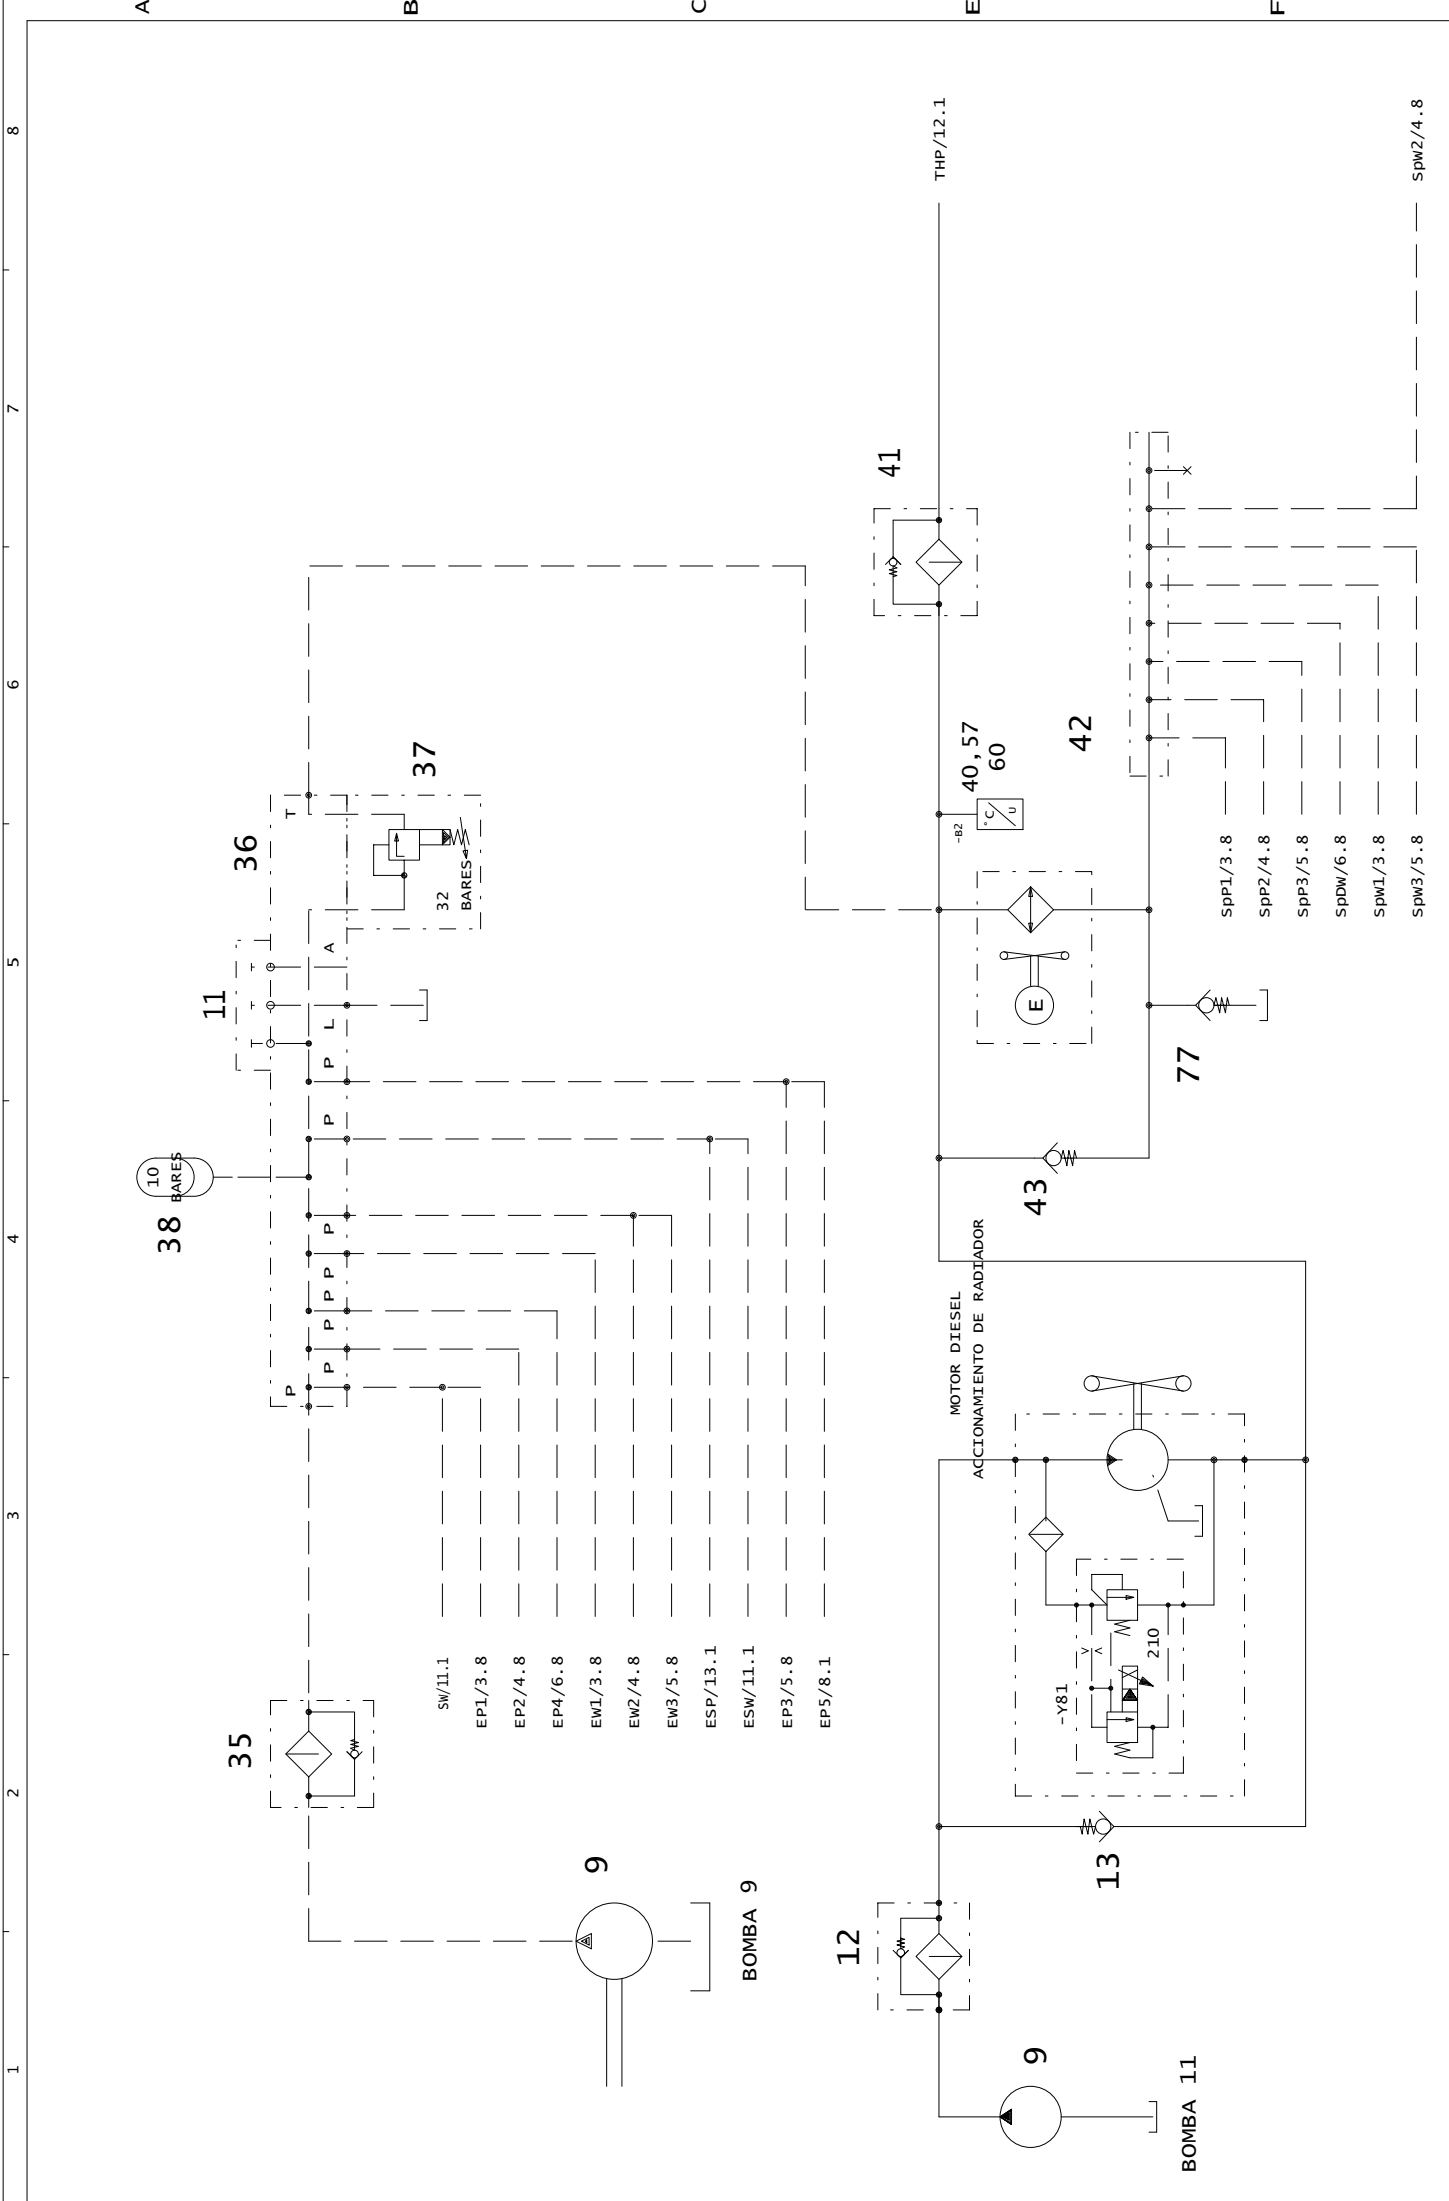 A
B
C
E
F
1
2
3
4
5
6
7
8
10
BARES
38
11
36
T
37
32
BARES
A
L
P
P
P
P
P
P
P
P
35
SW/11.1
EP1/3.8
EP2/4.8
EP4/6.8
EW1/3.8
EW2/4.8
EW3/5.8
ESP/13.1
ESW/11.1
EP3/5.8
EP5/8.1
9
BOMBA 9
THP/12.1
41
40,57
60
-B2
°C
U
42
E
43
77
SpP1/3.8
SpP2/4.8
SpP3/5.8
SpDW/6.8
SpW1/3.8
SpW3/5.8
SpW2/4.8
MOTOR DIESEL
ACCIONAMIENTO DE RADIADOR
-Y81
210
13
12
9
BOMBA 11